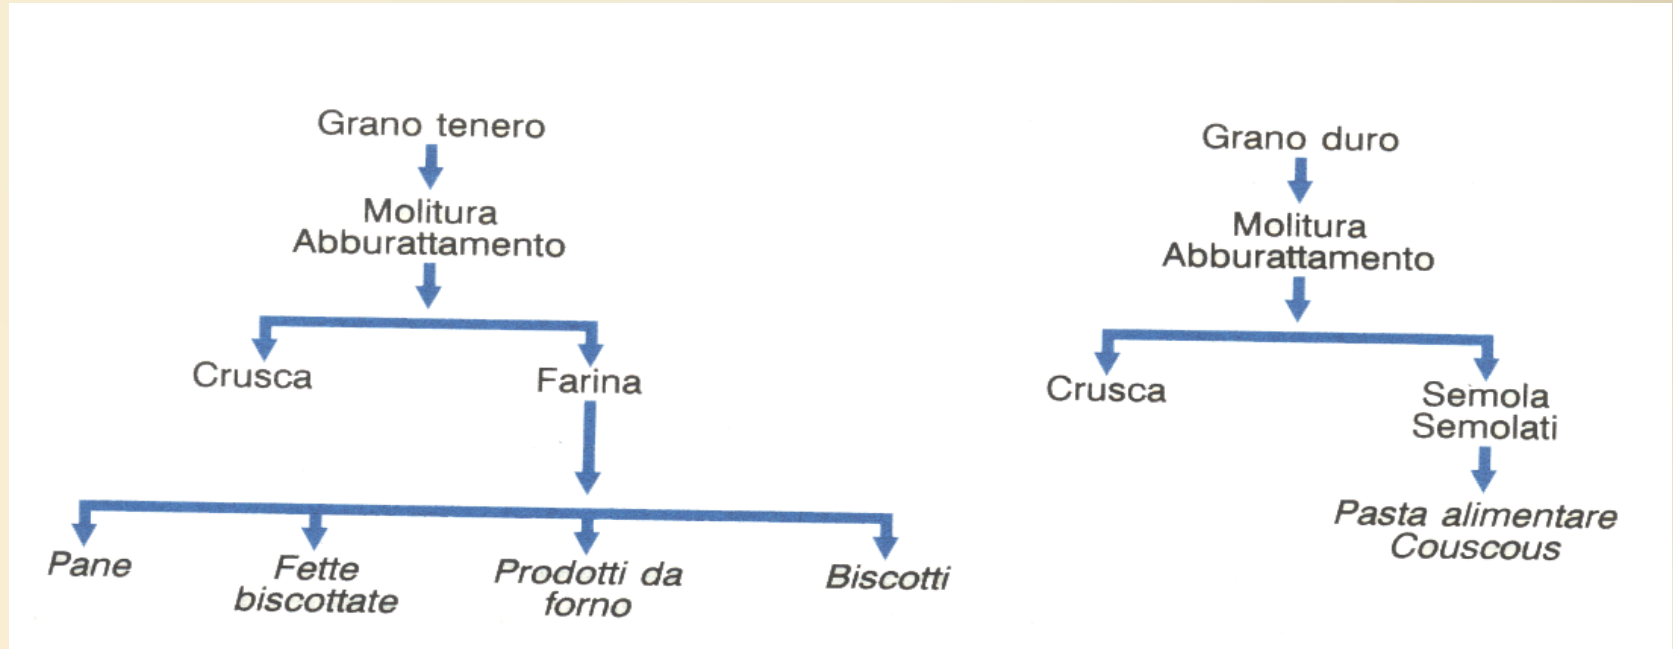 Grano tenero
Molitura
Abburattamento
Crusca
Farina
Pane
Fette
biscottate
Prodotti da
forno
Biscotti
Grano duro
Molitura
Abburattamento
Crusca
Semola
Semolati
Pasta alimentare
Couscous